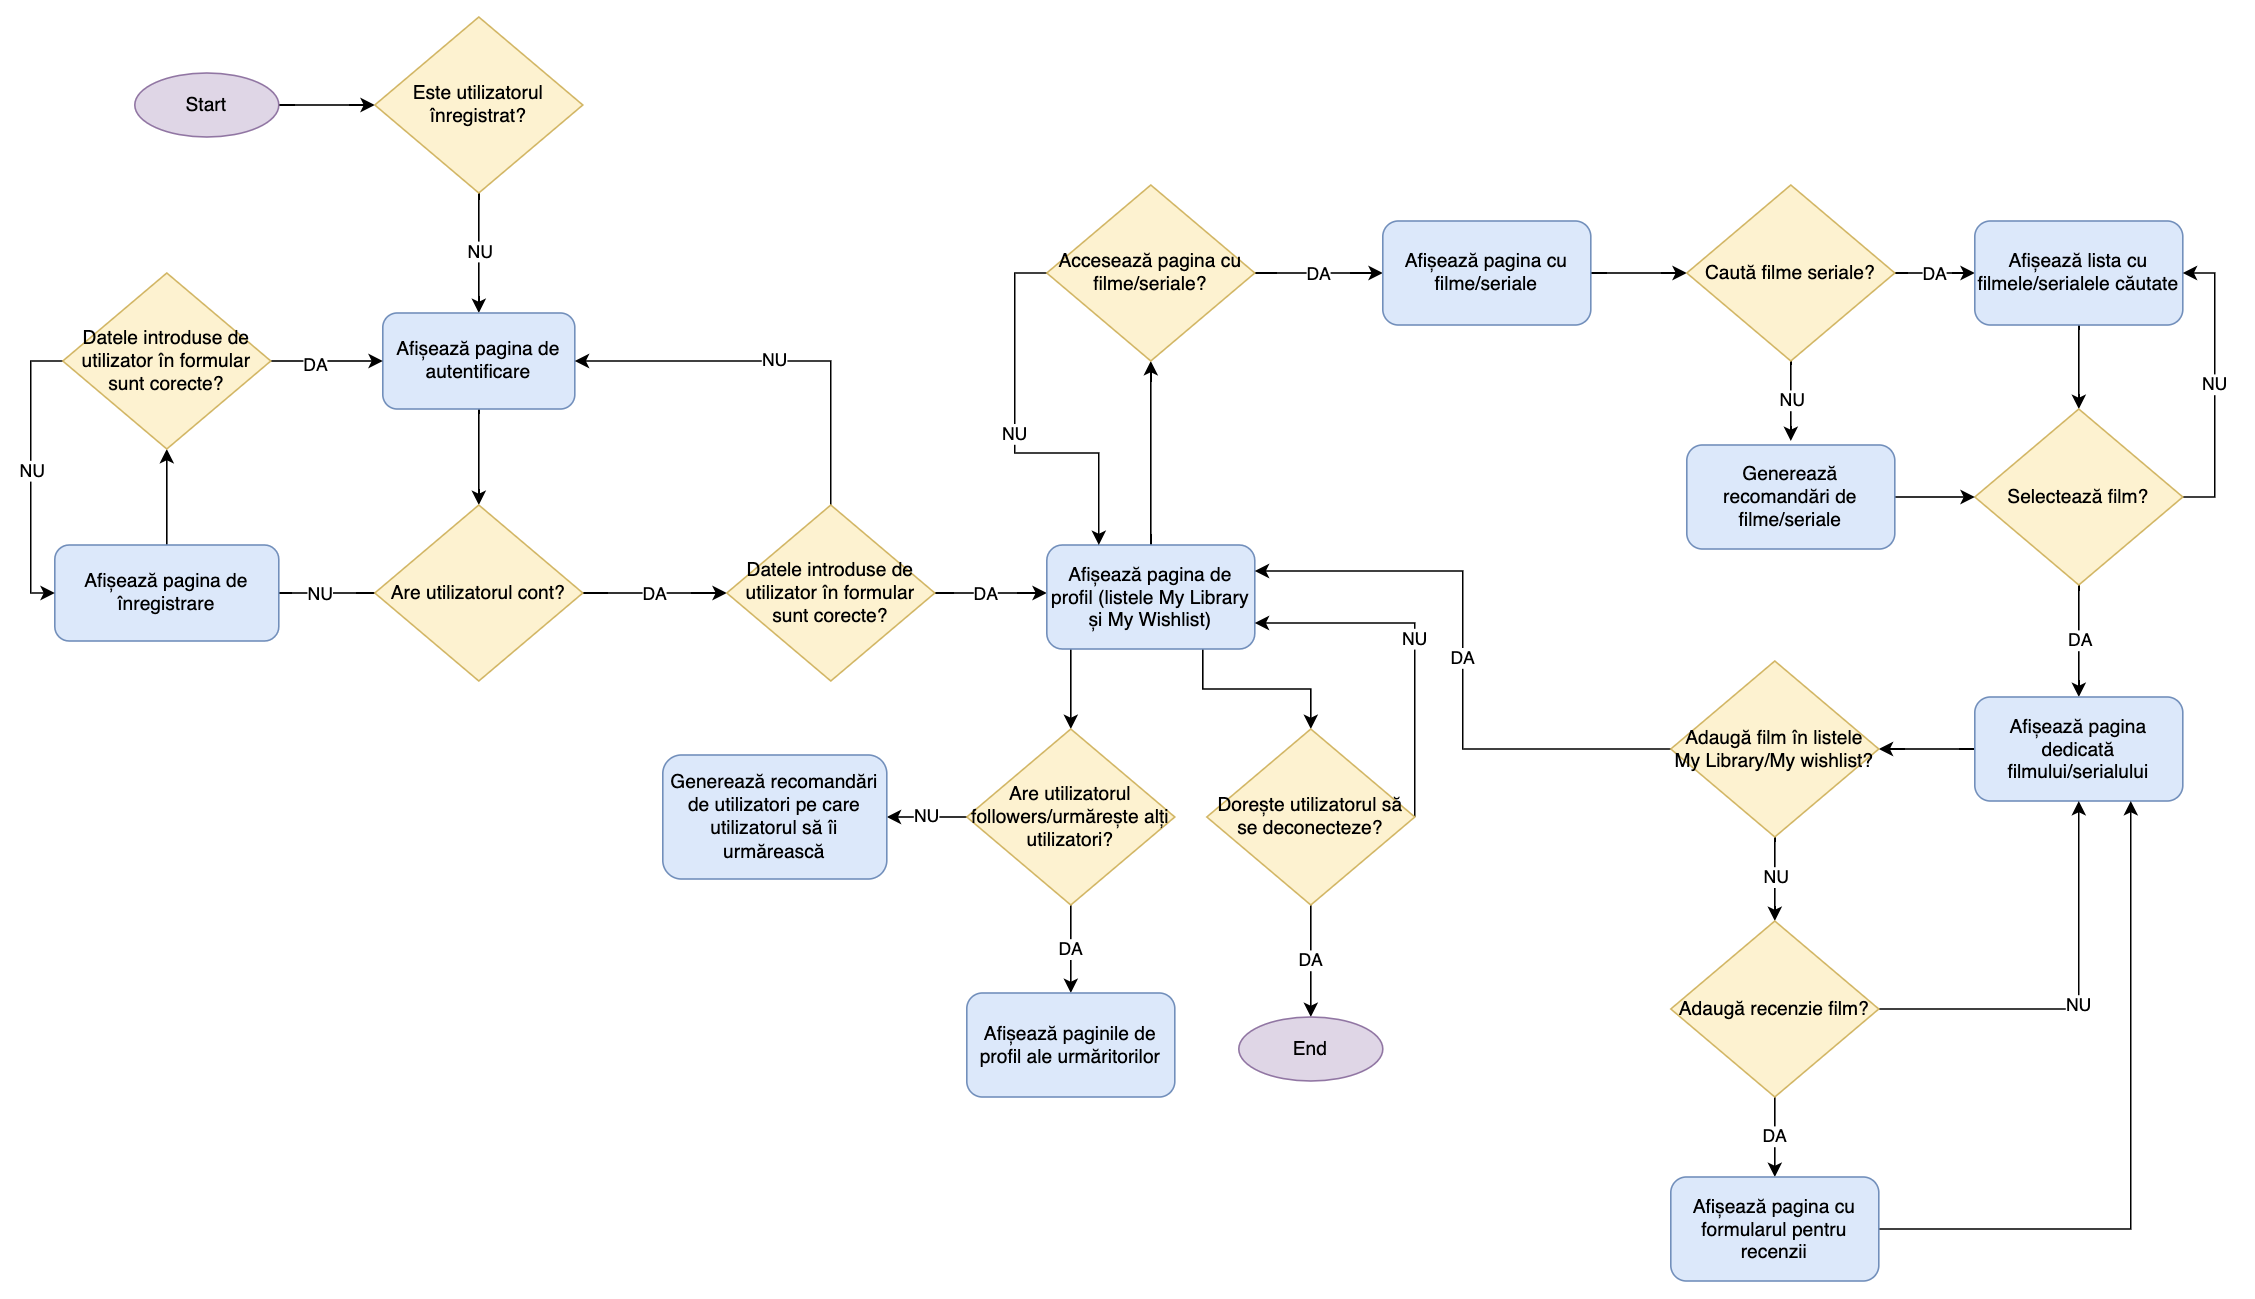 Start
Este utilizatorul
înregistrat?
NU
Datele introduse de
utilizator în formular
sunt corecte?
DA
NU
Afișează pagina de
autentificare
NU
Afișează pagina de
înregistrare
NU
Are utilizatorul cont?
DA
Datele introduse de
utilizator în formular
sunt corecte?
DA
Afișează pagina de
profil (listele My Library
și My Wishlist)
NU
Accesează pagina cu
filme/seriale?
DA
Afișează pagina cu
filme/seriale
Caută filme seriale?
DA
Afișează lista cu
filmele/serialele căutate
NU
NU
Generează
recomandări de
filme/seriale
Selectează film?
DA
Afișează pagina
dedicată
filmului/serialului
Adaugă film în listele
My Library/My wishlist?
DA
NU
NU
Adaugă recenzie film?
NU
DA
Afișează pagina cu
formularul pentru
recenzii
Generează recomandări
de utilizatori pe care
utilizatorul să îi
urmărească
NU
Are utilizatorul
followers/urmărește alți
utilizatori?
DA
Afișează paginile de
profil ale urmăritorilor
Dorește utilizatorul să
se deconecteze?
DA
End